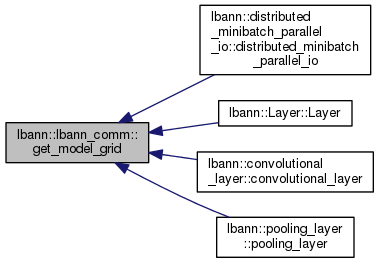 lbann::distributed
_minibatch_parallel
_io::distributed_minibatch
_parallel_io
lbann::Layer::Layer
lbann::lbann_comm::
get_model_grid
lbann::convolutional
_layer::convolutional_layer
lbann::pooling_layer
::pooling_layer